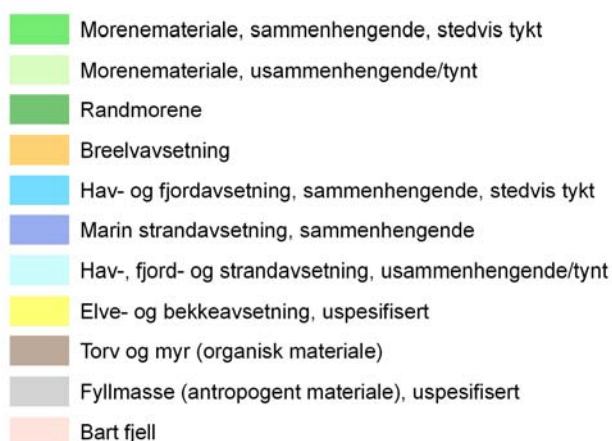 Morenemateriale, sammenhengende, stedvis tykt
Morenemateriale, usammenhengende/tynt
Randmorene
Breelvavsetning
Hav- og fjordavsetning, sammenhengende, stedvis tykt
Marin strandavsetning, sammenhengende
Hav-, fjord- og strandavsetning, usammenhengende/tynt
Elve- og bekkeavsetning, uspesifisert
Torv og myr (organisk materiale)
Fyllmasse (antropogent materiale), uspesifisert
Bart fjell